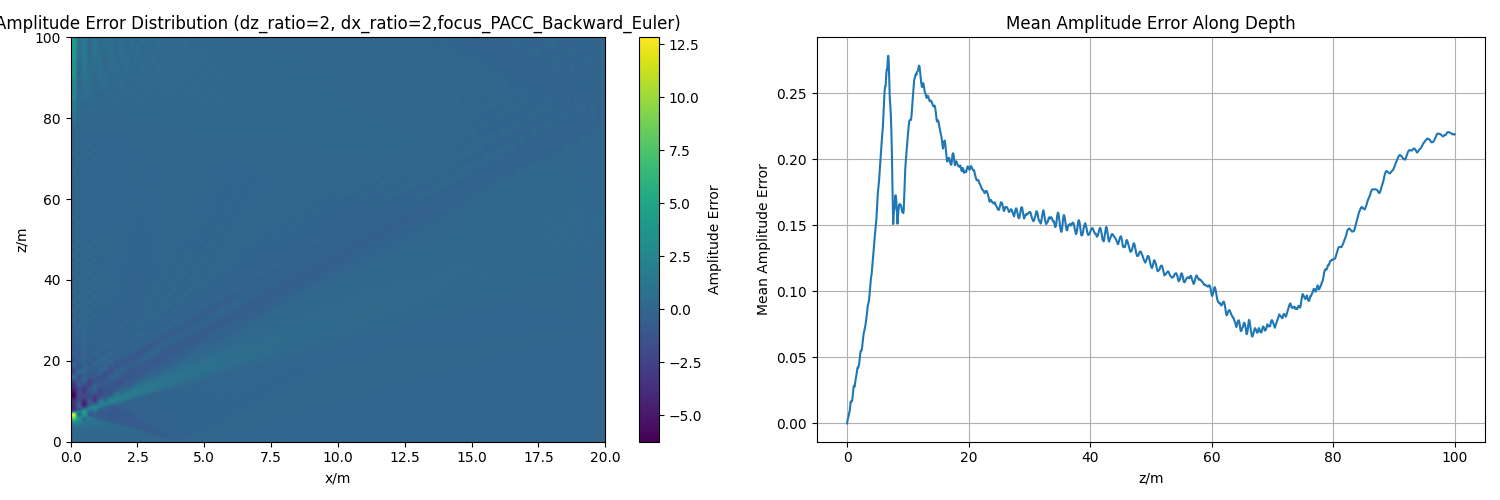 Amplitude Error Distribution (dz_ratio=2, dx_ratio=2,focus_PACC_Backward_Euler)
100
80
60
40
20
0
z/m
0.0 2.5 5.0 7.5 10.0 12.5 15.0 17.5 20.0
x/m
12.5
10.0
7.5
5.0
2.5
0.0
−2.5
−5.0
Amplitude Error
Mean Amplitude Error Along Depth
0.25
0.20
0.15
0.10
0.05
0.00
Mean Amplitude Error
0 20 40 60 80 100
z/m